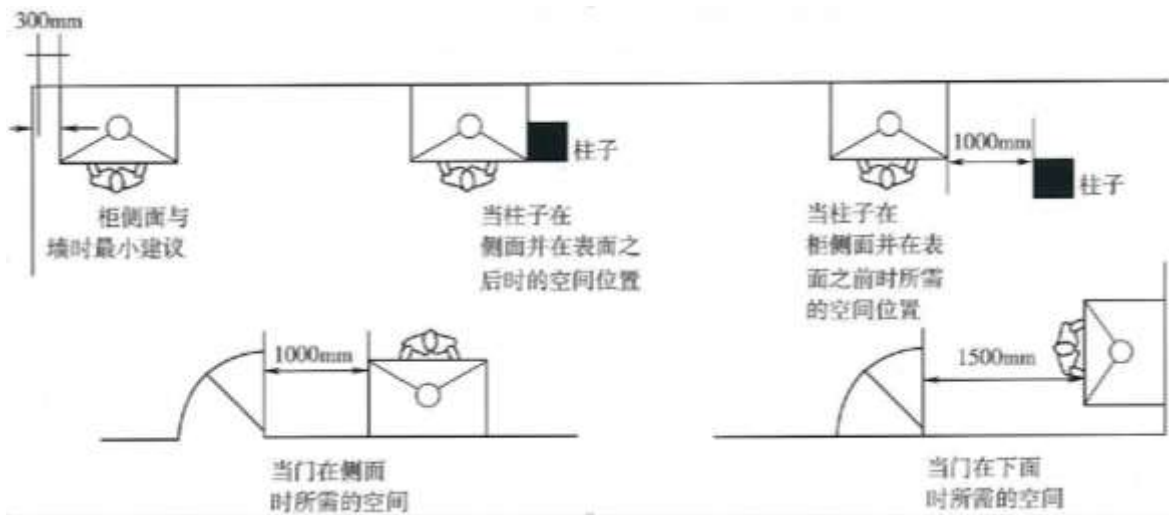 300mm
柱子
1000mm
柱子
柜侧面与
墙时最小建议
当柱子在
侧面并在表面之
后时的空间位置
当柱子在
柜侧面并在表
面之前时所需
的空间位置
1000mm
1500mm
当门在侧面
时所需的空间
当门在下面
时所需的空间